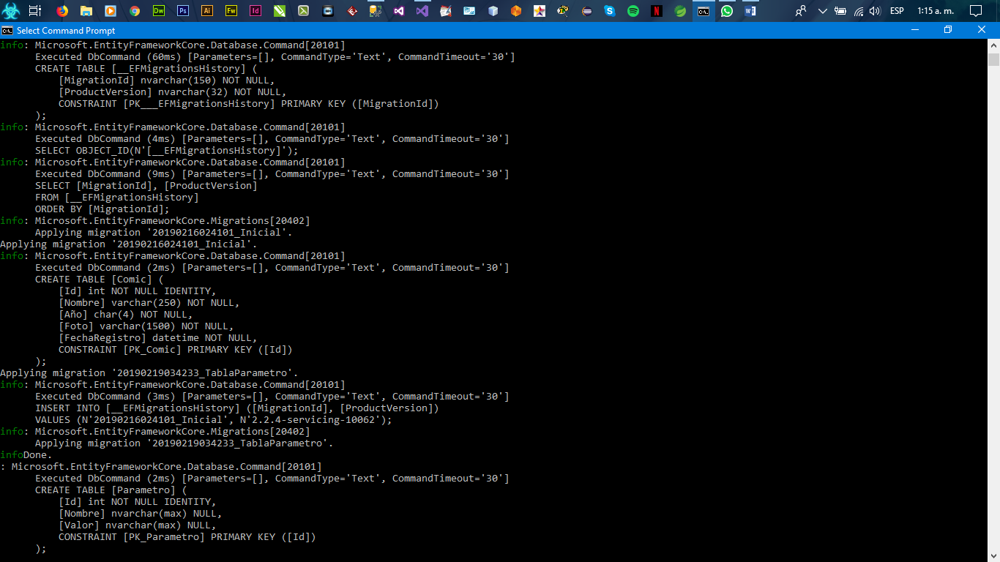 Dw Ps Ai Fw Id ESP 1:15 a. m.
Select Command Prompt
info: Microsoft.EntityFrameworkCore.Database.Command[20101]
Executed DbCommand (60ms) [Parameters=[], CommandType='Text', CommandTimeout='30']
CREATE TABLE [__EFMigrationsHistory] (
[MigrationId] nvarchar(150) NOT NULL,
[ProductVersion] nvarchar(32) NOT NULL,
CONSTRAINT [PK___EFMigrationsHistory] PRIMARY KEY ([MigrationId])
);
info: Microsoft.EntityFrameworkCore.Database.Command[20101]
Executed DbCommand (4ms) [Parameters=[], CommandType='Text', CommandTimeout='30']
SELECT OBJECT_ID(N'[__EFMigrationsHistory]');
info: Microsoft.EntityFrameworkCore.Database.Command[20101]
Executed DbCommand (9ms) [Parameters=[], CommandType='Text', CommandTimeout='30']
SELECT [MigrationId], [ProductVersion]
FROM [__EFMigrationsHistory]
ORDER BY [MigrationId];
info: Microsoft.EntityFrameworkCore.Migrations[20402]
Applying migration '20190216024101_Inicial'.
Applying migration '20190216024101_Inicial'.
info: Microsoft.EntityFrameworkCore.Database.Command[20101]
Executed DbCommand (2ms) [Parameters=[], CommandType='Text', CommandTimeout='30']
CREATE TABLE [Comic] (
[Id] int NOT NULL IDENTITY,
[Nombre] varchar(250) NOT NULL,
[Año] char(4) NOT NULL,
[Foto] varchar(1500) NOT NULL,
[FechaRegistro] datetime NOT NULL,
CONSTRAINT [PK_Comic] PRIMARY KEY ([Id])
);
Applying migration '20190219034233_TablaParametro'.
info: Microsoft.EntityFrameworkCore.Database.Command[20101]
Executed DbCommand (3ms) [Parameters=[], CommandType='Text', CommandTimeout='30']
INSERT INTO [__EFMigrationsHistory] ([MigrationId], [ProductVersion])
VALUES (N'20190216024101_Inicial', N'2.2.4-servicing-10062');
info: Microsoft.EntityFrameworkCore.Migrations[20402]
Applying migration '20190219034233_TablaParametro'.
infoDone.
: Microsoft.EntityFrameworkCore.Database.Command[20101]
Executed DbCommand (2ms) [Parameters=[], CommandType='Text', CommandTimeout='30']
CREATE TABLE [Parametro] (
[Id] int NOT NULL IDENTITY,
[Nombre] nvarchar(max) NULL,
[Valor] nvarchar(max) NULL,
CONSTRAINT [PK_Parametro] PRIMARY KEY ([Id])
);